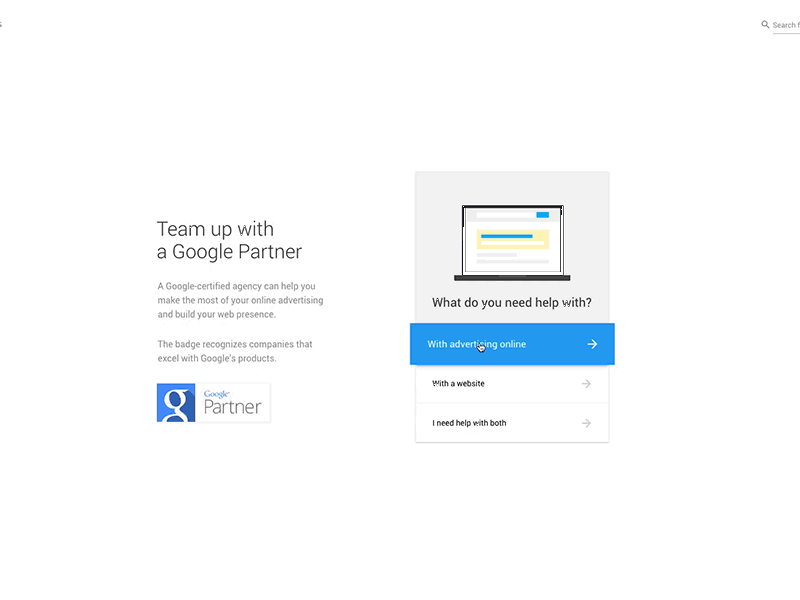 Search f
Team up with
a Google Partner
A Google-certified agency can help you
make the most of your online advertising
and build your web presence.
The badge recognizes companies that
excel with Google's products.
g
Google
Partner
What do you need help with?
With advertising online
With a website
I need help with both